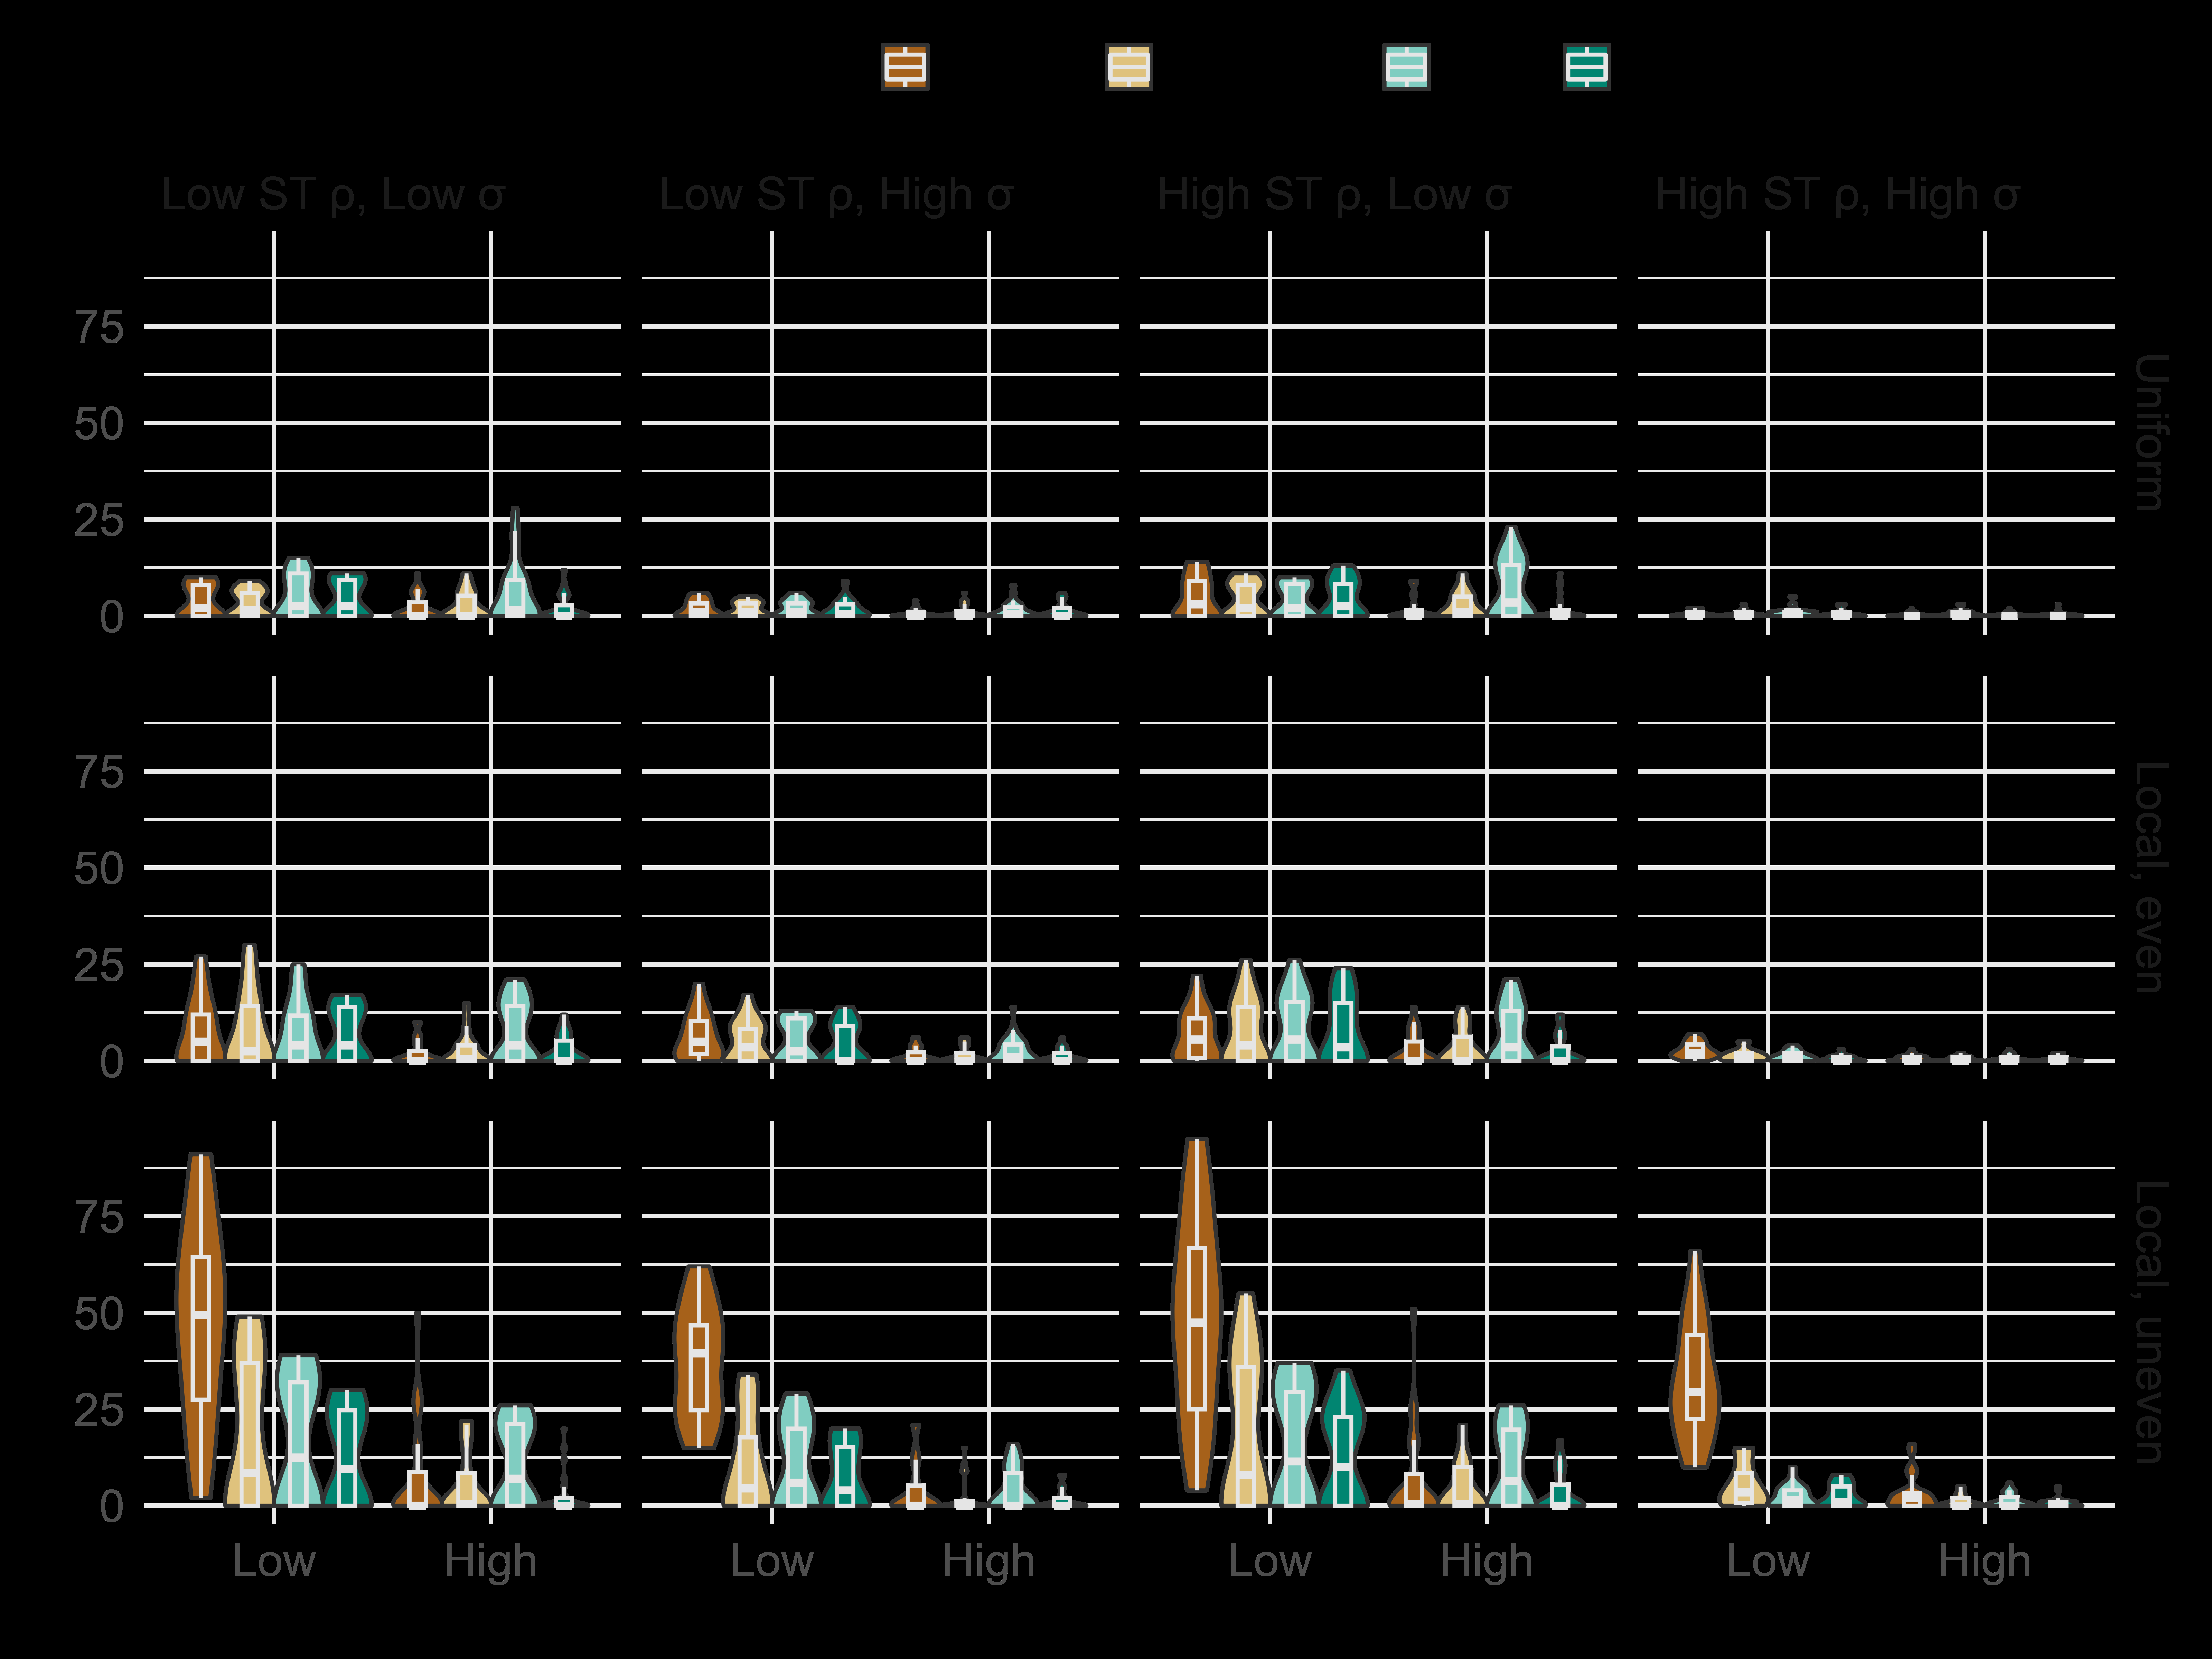 Low ST ρ, Low σ
Low ST ρ, High σ
High ST ρ, Low σ
High ST ρ, High σ
75
50
25
0
Uniform
75
50
25
0
Local, even
75
50
25
0
Local, uneven
Low
High
Low
High
Low
High
Low
High